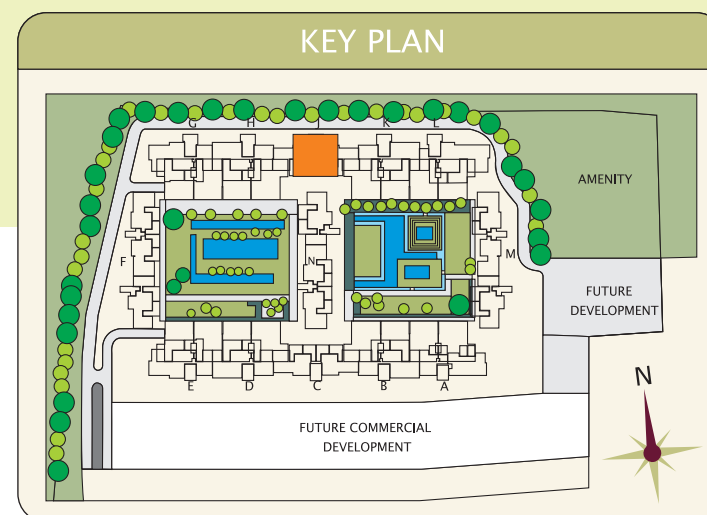 KEY PLAN
G
H
J
K
L
AMENITY
F
N
M
FUTURE
DEVELOPMENT
E
D
C
B
A
FUTURE COMMERCIAL
DEVELOPMENT
N